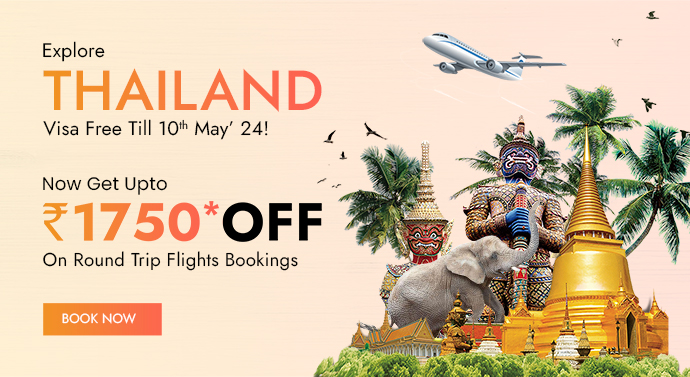 Explore
THAILAND
Visa Free Till 10th May' 24!
Now Get Upto
₹1750*OFF
On Round Trip Flights Bookings
BOOK NOW